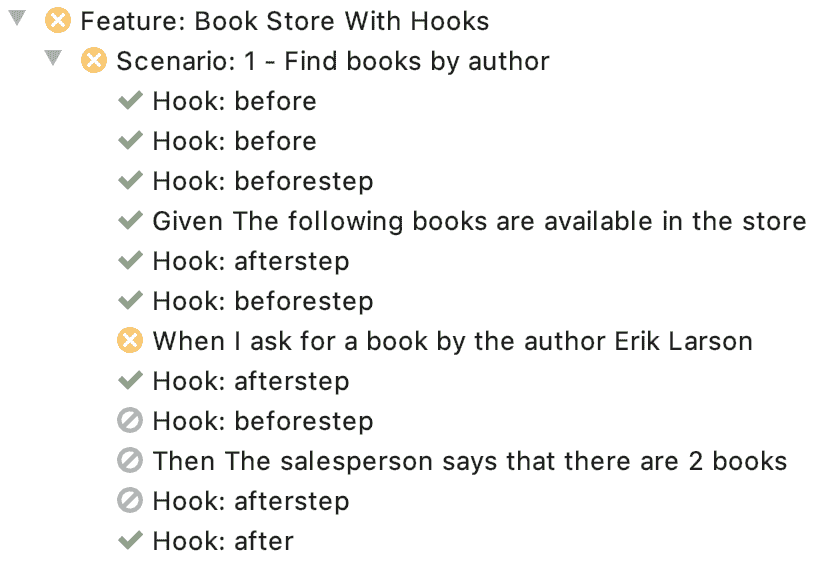 Feature: Book Store With Hooks
Scenario: 1 - Find books by author
Hook: before
Hook: before
Hook: beforestep
Given The following books are available in the store
Hook: afterstep
Hook: beforestep
When I ask for a book by the author Erik Larson
Hook: afterstep
Hook: beforestep
Then The salesperson says that there are 2 books
Hook: afterstep
Hook: after